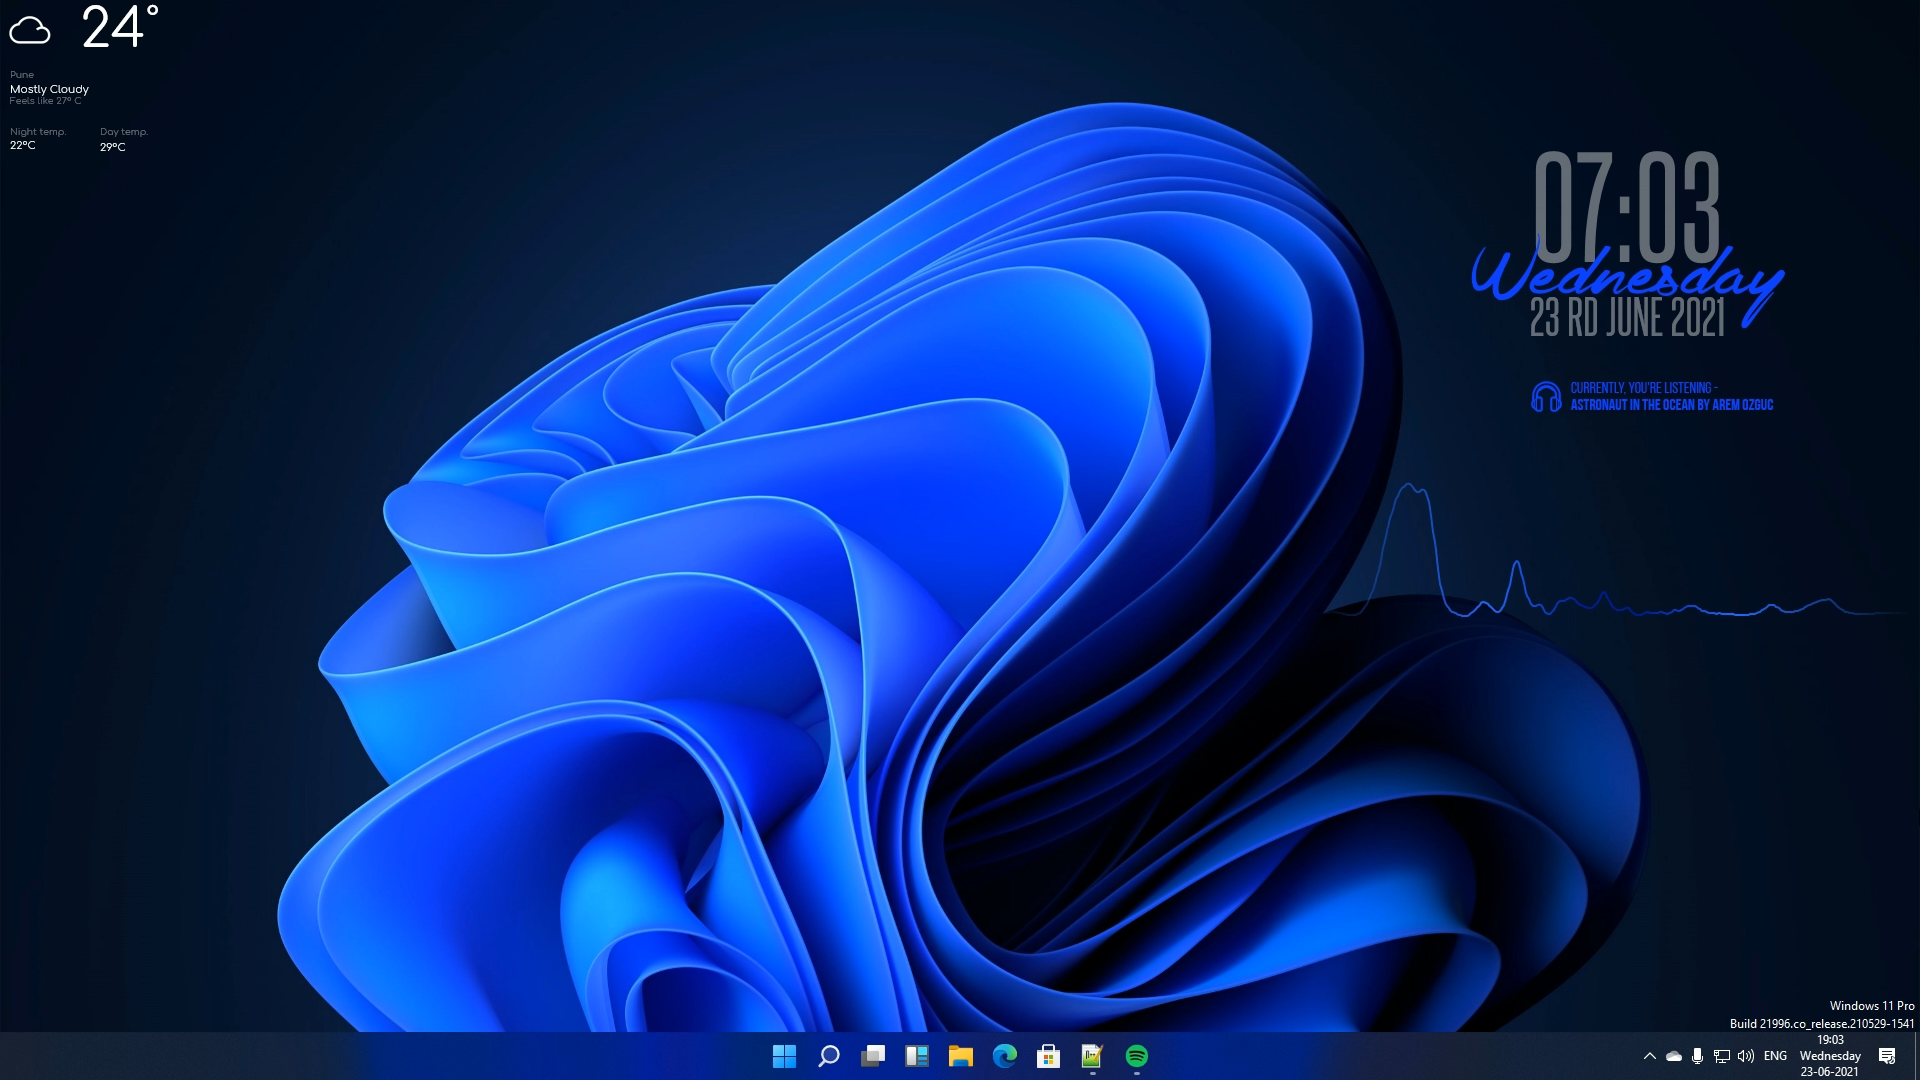 24°
Pune
Mostly Cloudy
Feels like 27° C
Night temp.
22°C
Day temp.
29°C
07:03
Wednesday
23 RD JUNE 2021
CURRENTLY, YOU'RE LISTENING -
ASTRONAUT IN THE OCEAN BY AREM OZGUC
Windows 11 Pro
Build 21996.co_release.210529-1541
ENG
19:03
Wednesday
23-06-2021